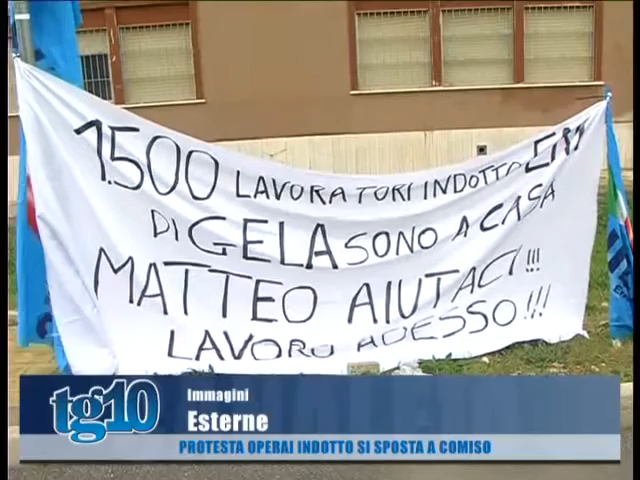 1.500 LAVORATORI INDOTTO ENI
DI GELA SONO A CASA
MATTEO AIUTACI!!!
LAVORO ADESSO!!!
tg10
Immagini
Esterne
PROTESTA OPERAI INDOTTO SI SPOSTA A COMISO